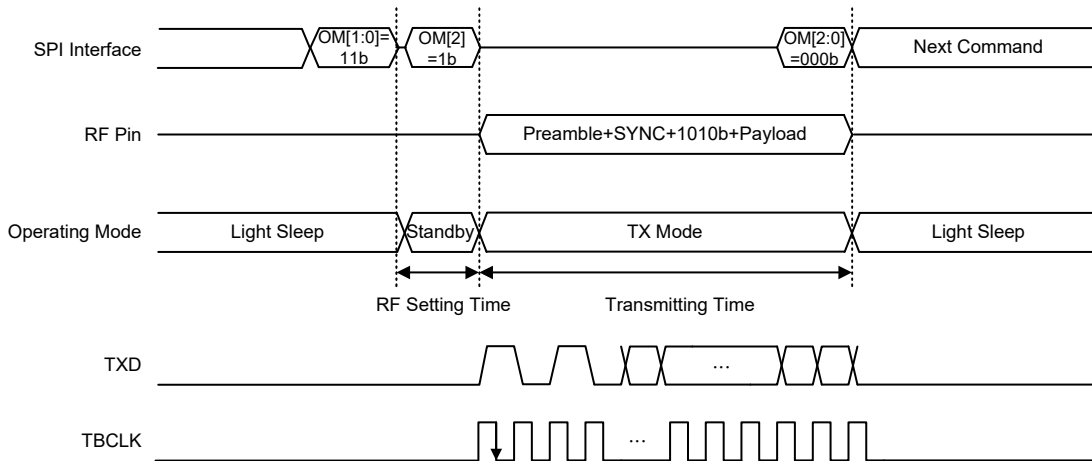 SPI Interface
OM[1:0]=
11b
OM[2]
=1b
OM[2:0]
=000b
Next Command
RF Pin
Preamble+SYNC+1010b+Payload
Operating Mode
Light Sleep
Standby
TX Mode
Light Sleep
RF Setting Time
Transmitting Time
TXD
...
TBCLK
...